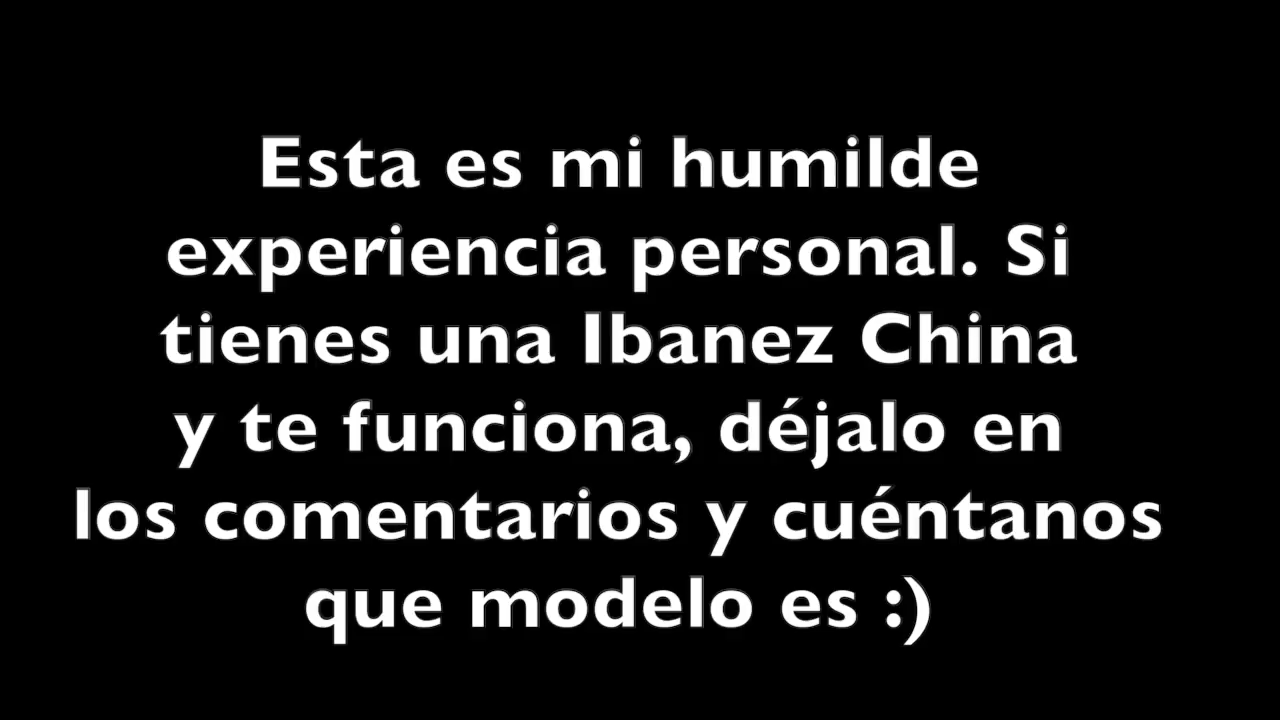 Esta es mi humilde
experiencia personal. Si
tienes una Ibanez China
y te funciona, déjalo en
los comentarios y cuéntanos
que modelo es :)